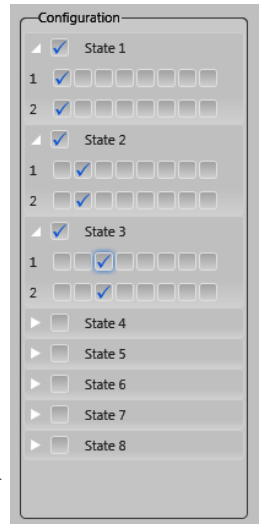 Configuration
State 1
1
2
State 2
1
2
State 3
1
2
State 4
State 5
State 6
State 7
State 8